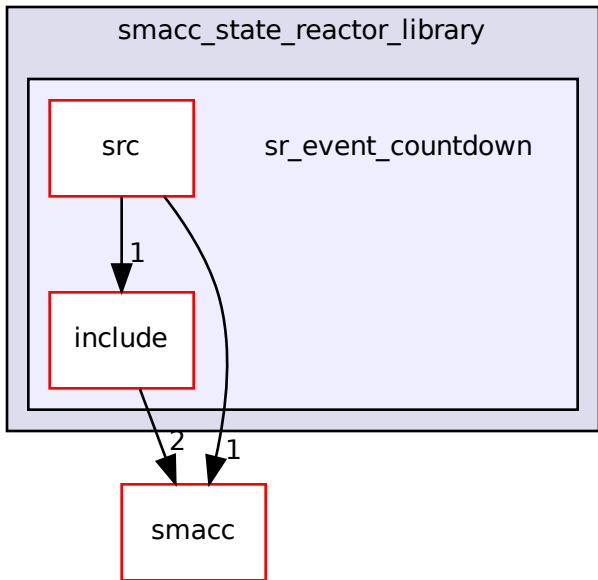 smacc_state_reactor_library
src
sr_event_countdown
1
include
2
1
smacc